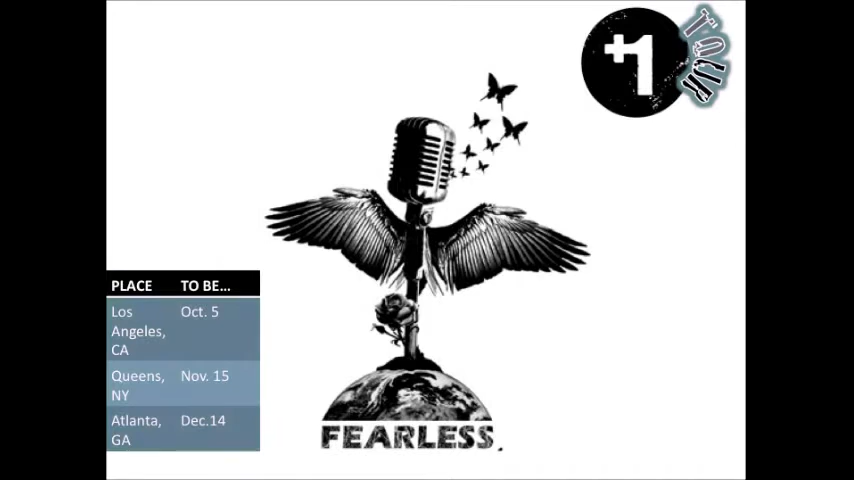 +1
TOUR
PLACE TO BE...
Los Angeles, CA Oct. 5
Queens, NY Nov. 15
Atlanta, GA Dec.14
FEARLESS.